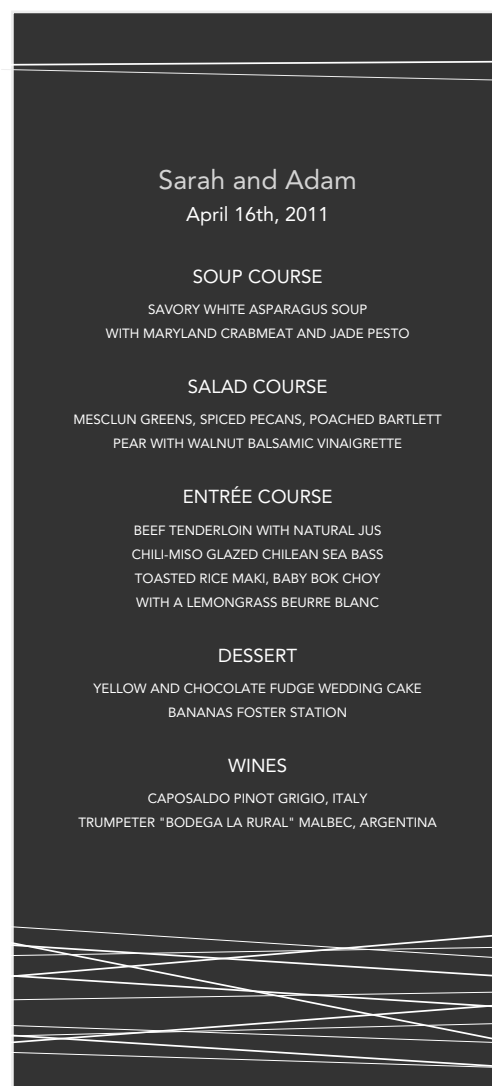 Sarah and Adam
April 16th, 2011
SOUP COURSE
SAVORY WHITE ASPARAGUS SOUP
WITH MARYLAND CRABMEAT AND JADE PESTO
SALAD COURSE
MESCLUN GREENS, SPICED PECANS, POACHED BARTLETT
PEAR WITH WALNUT BALSAMIC VINAIGRETTE
ENTRÉE COURSE
BEEF TENDERLOIN WITH NATURAL JUS
CHILI-MISO GLAZED CHILEAN SEA BASS
TOASTED RICE MAKI, BABY BOK CHOY
WITH A LEMONGRASS BEURRE BLANC
DESSERT
YELLOW AND CHOCOLATE FUDGE WEDDING CAKE
BANANAS FOSTER STATION
WINES
CAPOSALDO PINOT GRIGIO, ITALY
TRUMPETER "BODEGA LA RURAL" MALBEC, ARGENTINA